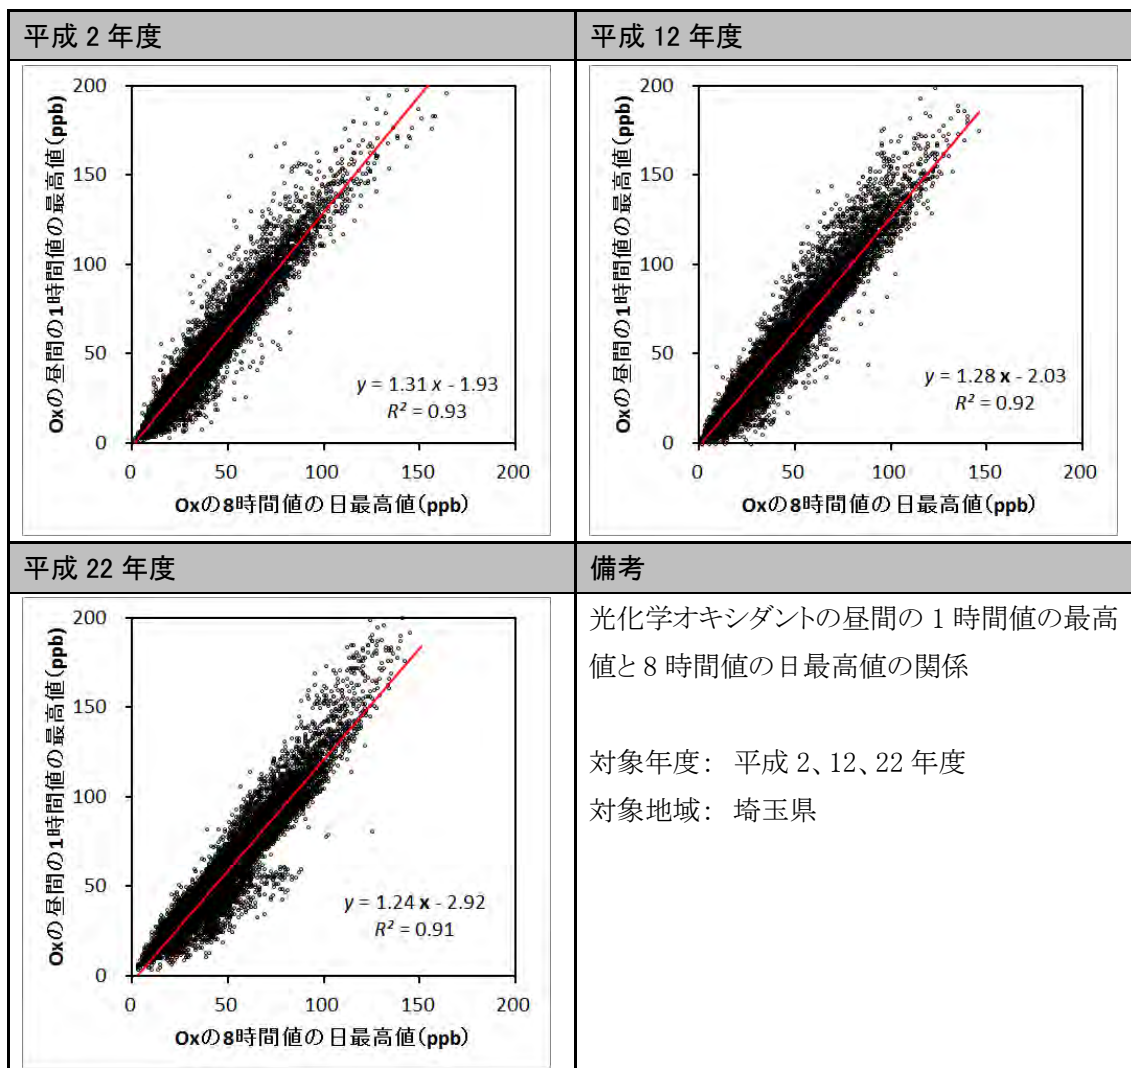 平成 2 年度
Oxの昼間の1時間値の最高値(ppb)
200
150
100
50
0
y = 1.31 x - 1.93
R² = 0.93
0 50 100 150 200
Oxの8時間値の日最高値(ppb)
平成 12 年度
Oxの昼間の1時間値の最高値(ppb)
200
150
100
50
0
y = 1.28 x - 2.03
R² = 0.92
0 50 100 150 200
Oxの8時間値の日最高値(ppb)
平成 22 年度
Oxの昼間の1時間値の最高値(ppb)
200
150
100
50
0
y = 1.24 x - 2.92
R² = 0.91
0 50 100 150 200
Oxの8時間値の日最高値(ppb)
備考
光化学オキシダントの昼間の 1 時間値の最高
値と 8 時間値の日最高値の関係
対象年度： 平成 2、12、22 年度
対象地域： 埼玉県